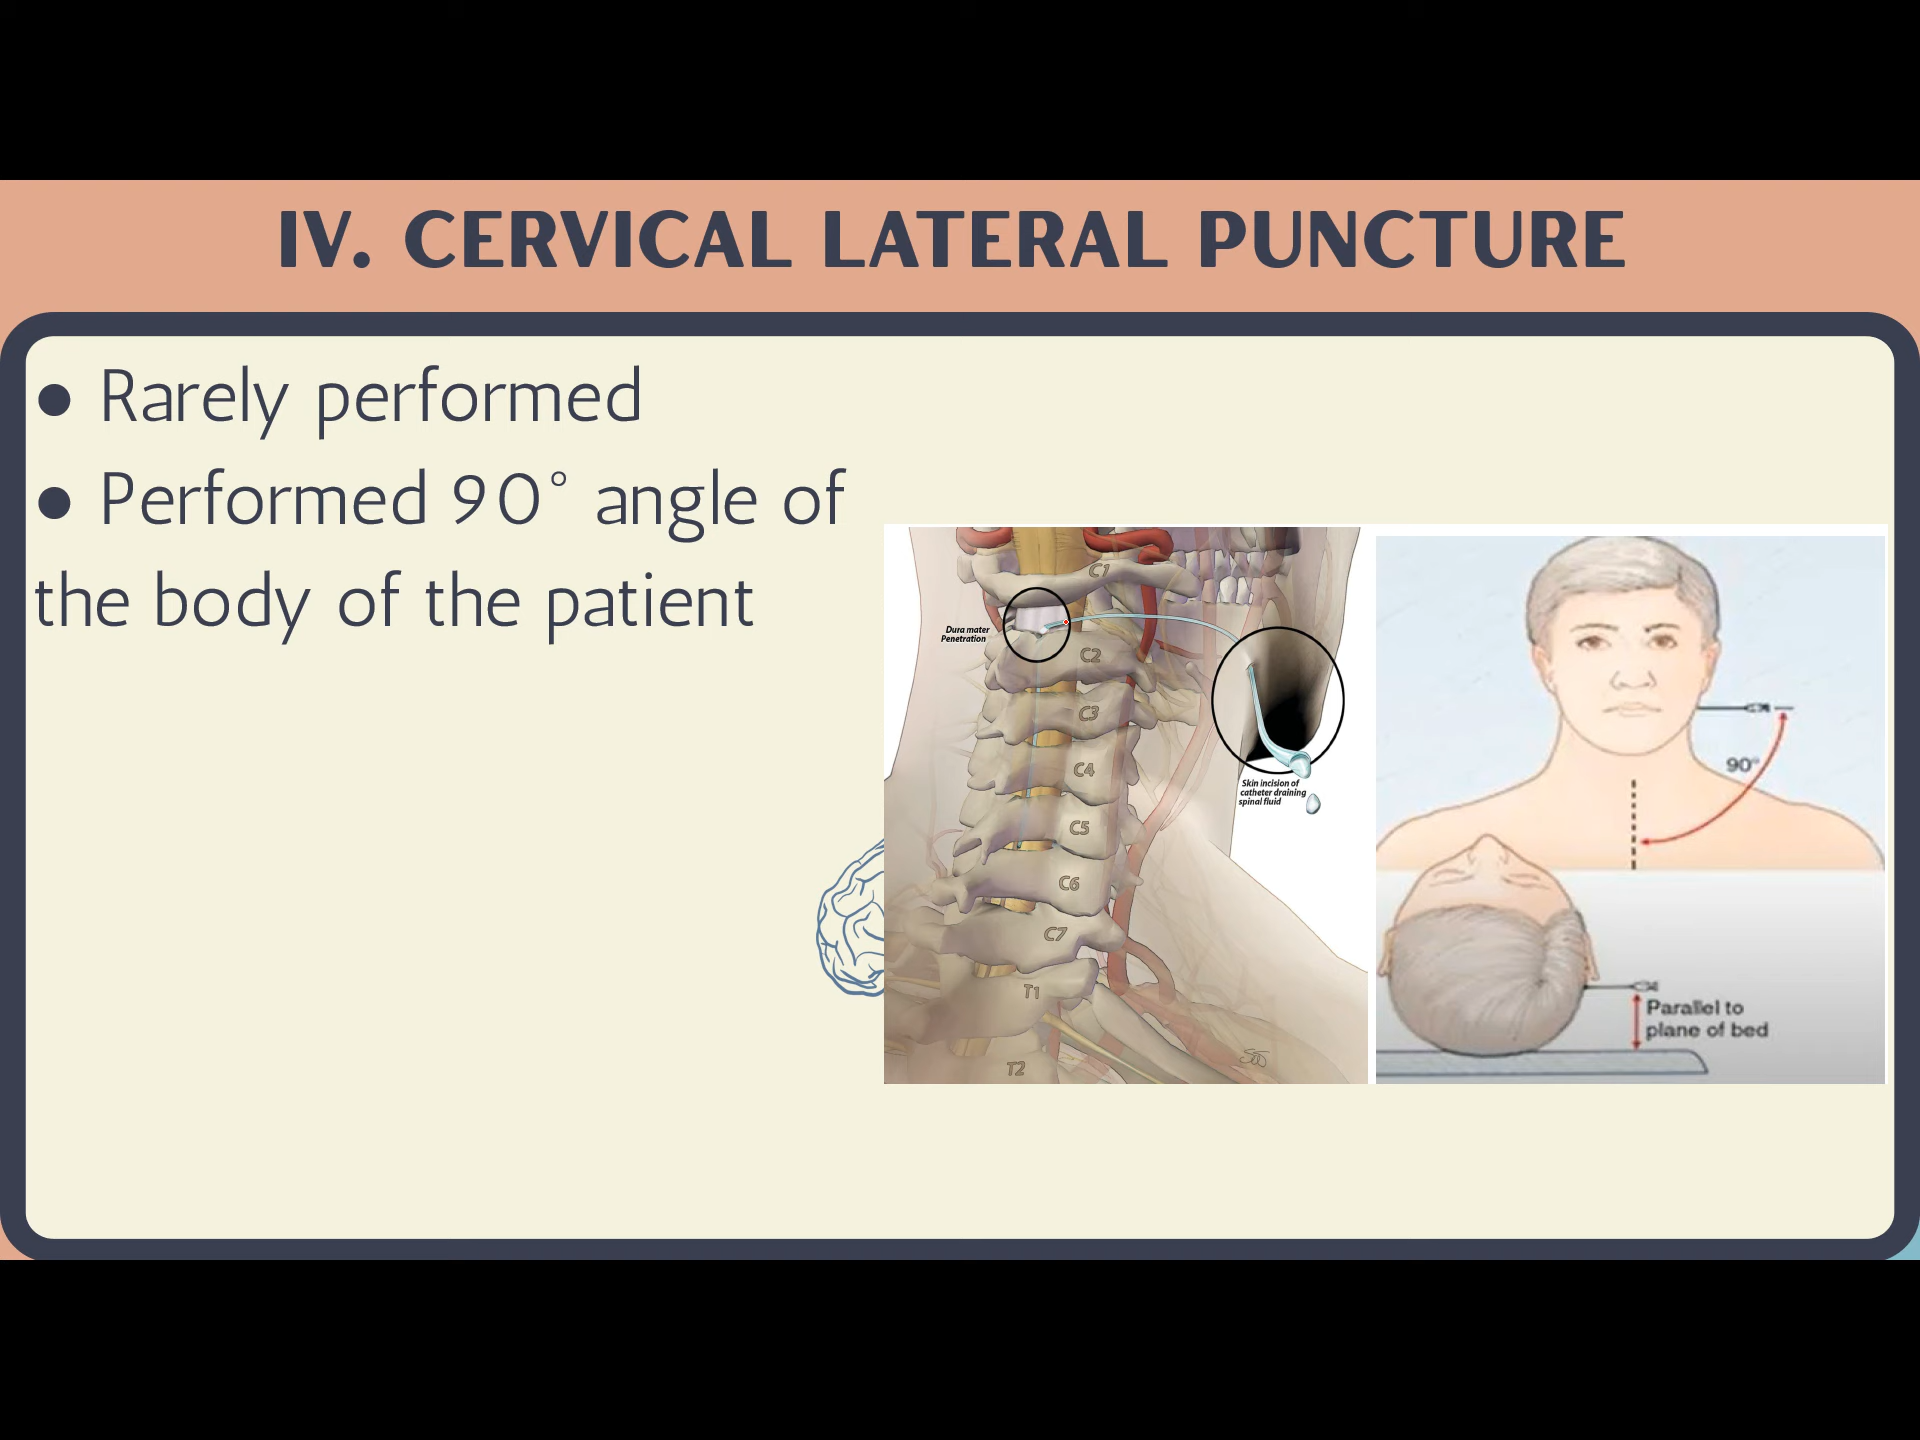 IV. CERVICAL LATERAL PUNCTURE
● Rarely performed
● Performed 90° angle of
the body of the patient
C1
Dura mater
Penetration
C2
C3
C4
C5
C6
C7
T1
T2
Skin incision of
catheter draining
spinal fluid
90°
Parallel to
plane of bed